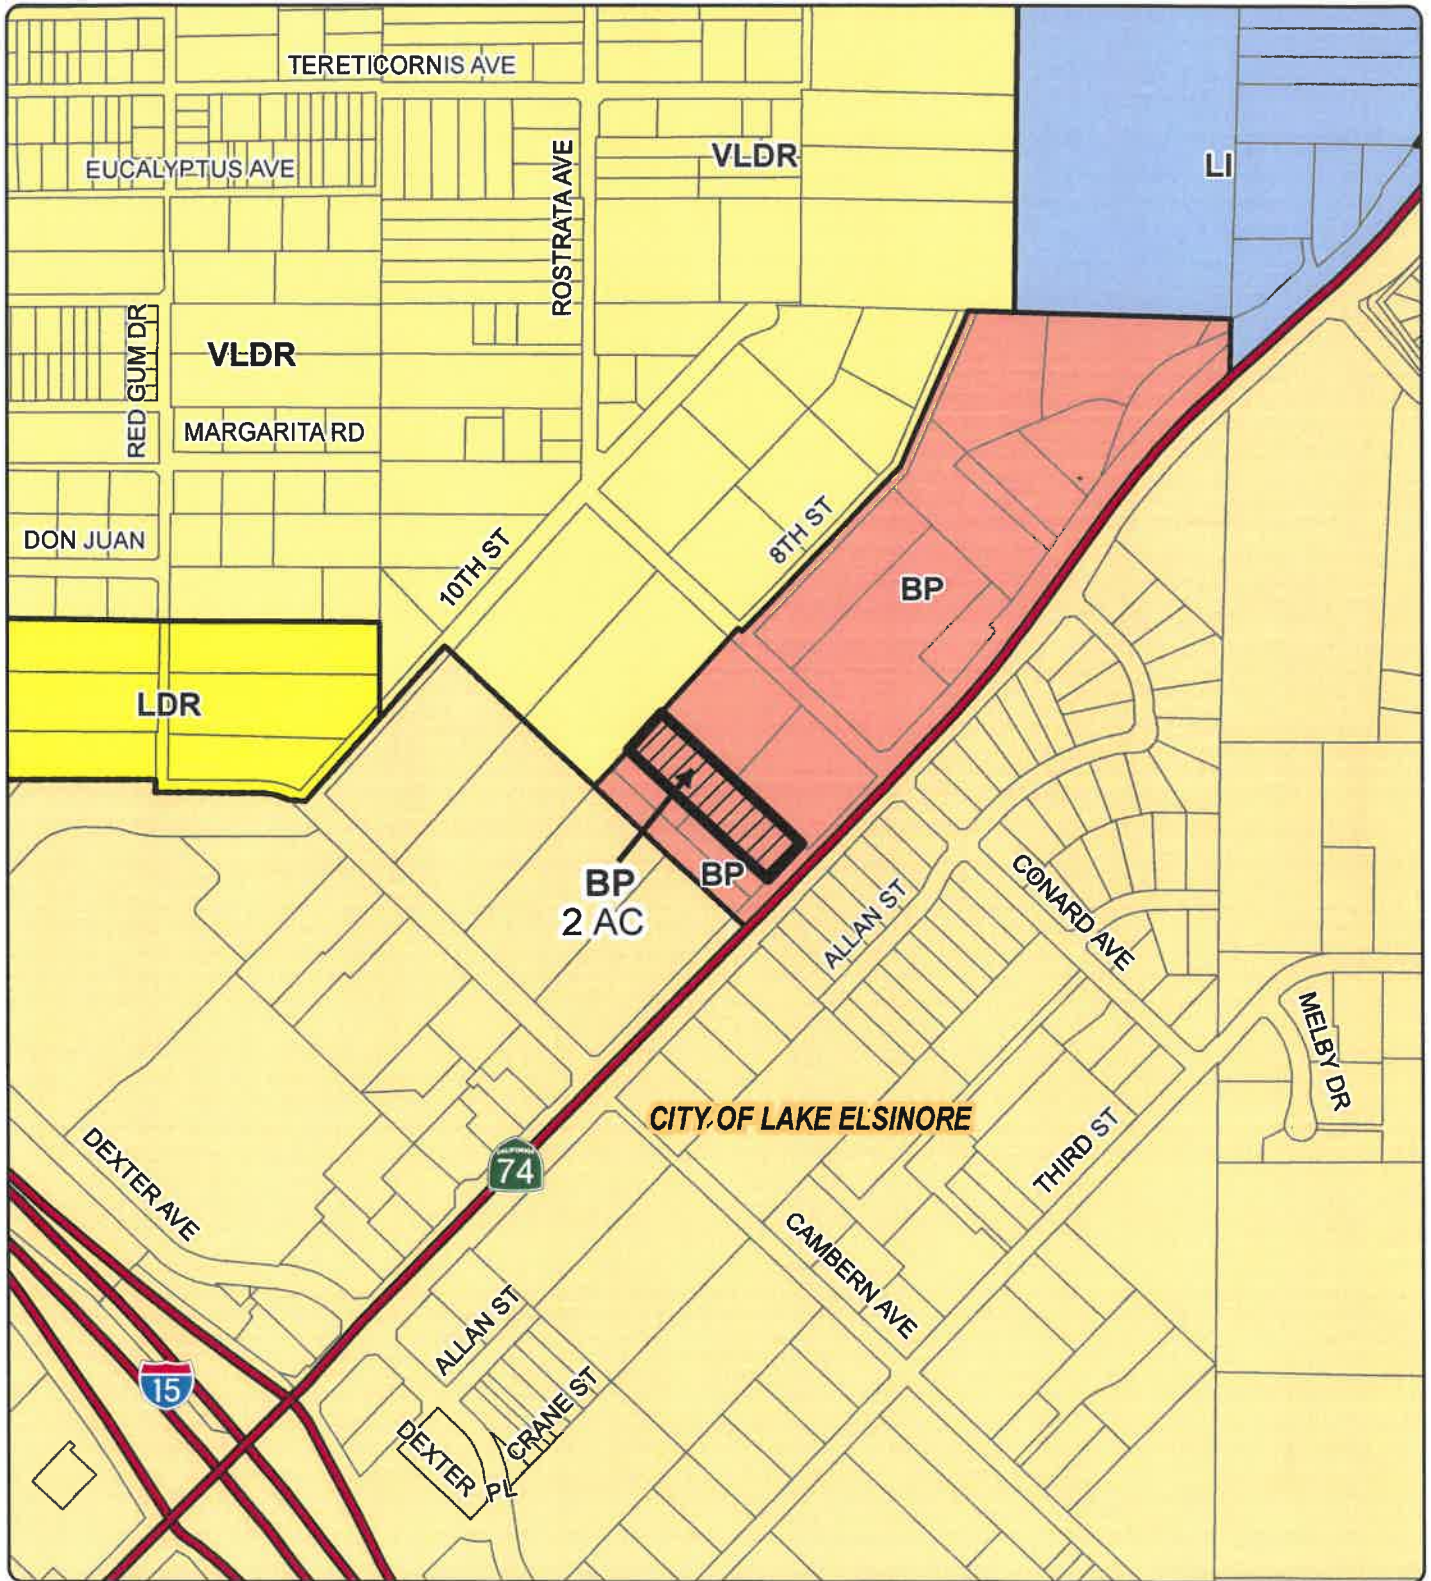 TERETICORNIS AVE
EUCALYPTUS AVE
ROSTRATA AVE
VLDR
LI
RED GUM DR
VLDR
MARGARITA RD
DON JUAN
10TH ST
8TH ST
BP
LDR
BP
2 AC
BP
ALLAN ST
CONARD AVE
MELBY DR
CITY OF LAKE ELSINORE
THIRD ST
DEXTER AVE
CALIFORNIA
74
CAMBERN AVE
ALLAN ST
15
CRANE ST
DEXTER PL